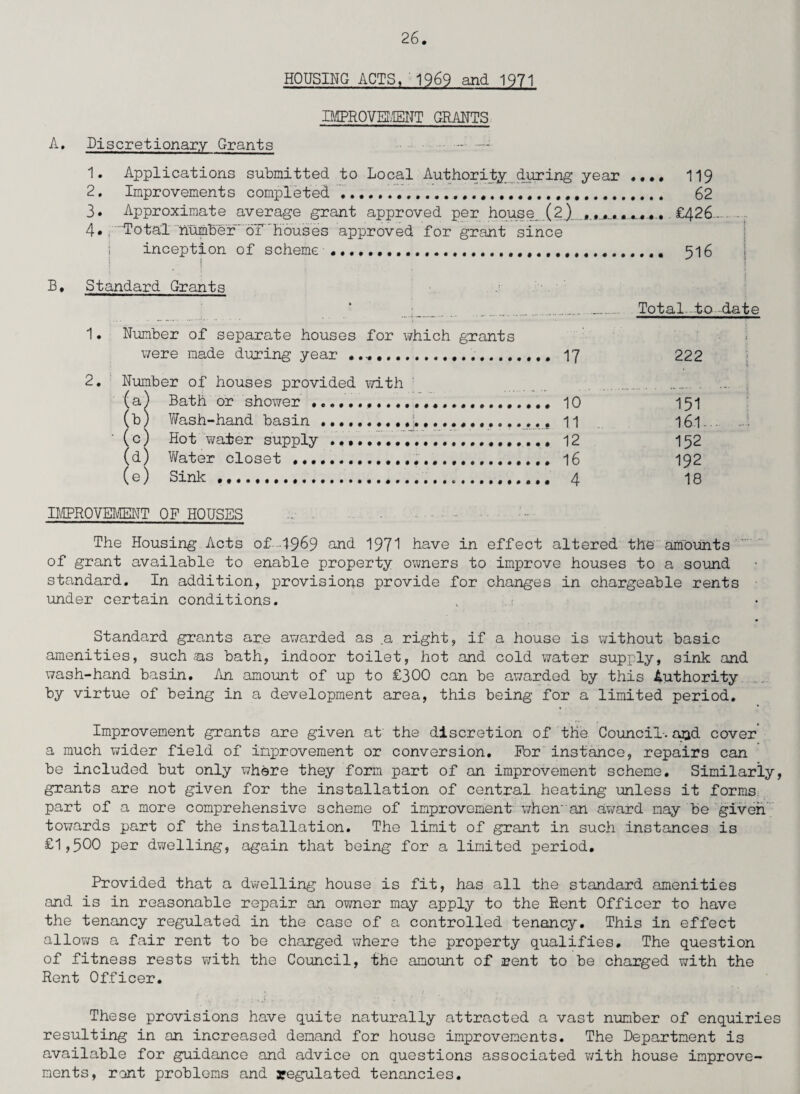 26.
HOUSING ACTS, 1969 and 1971
IMPROVEMENT GRANTS
A. Discretionary Grants
1. Applications submitted to Local Authority during year .... 119
2. Improvements completed .................................... 62
3. Approximate average grant approved per house (2) .......... £426
4. Total number of houses approved for grant since
inception of scheme ..................................... 516
B. Standard Grants
Total to date
1. Number of separate houses for which grants
were made during year ...................... 17 222
2. Number of houses provided with
(a) Bath or shower ......................... 10 151
(b) Wash-hand basin ........................ 11 161
(c) Hot water supply ....................... 12 152
(d) Water closet ........................... 16 192
(e) Sink ................................... 4 18
IMPROVEMENT OF HOUSES
The Housing Acts of 1969 and 1971 have in effect altered the amounts
of grant available to enable property owners to improve houses to a sound
standard. In addition, provisions provide for changes in chargeable rents
under certain conditions.
Standard grants are awarded as a right, if a house is without basic
amenities, such as bath, indoor toilet, hot and cold water supply, sink and
wash-hand basin. An amount of up to £300 can be awarded by this Authority
by virtue of being in a development area, this being for a limited period.
Improvement grants are given at the discretion of the Council and cover
a much wider field of improvement or conversion. For instance, repairs can
be included but only where they form part of an improvement scheme. Similarly,
grants are not given for the installation of central heating unless it forms
part of a more comprehensive scheme of improvement when an award may be given
towards part of the installation. The limit of grant in such instances is
£1,500 per dwelling, again that being for a limited period.
Provided that a dwelling house is fit, has all the standard amenities
and is in reasonable repair an owner may apply to the Rent Officer to have
the tenancy regulated in the case of a controlled tenancy. This in effect
allows a fair rent to be charged where the property qualifies. The question
of fitness rests with the Council, the amount of rent to be charged with the
Rent Officer.
These provisions have quite naturally attracted a vast number of enquiries
resulting in an increased demand for house improvements. The Department is
available for guidance and advice on questions associated with house improve-
ments, rent problems and regulated tenancies.